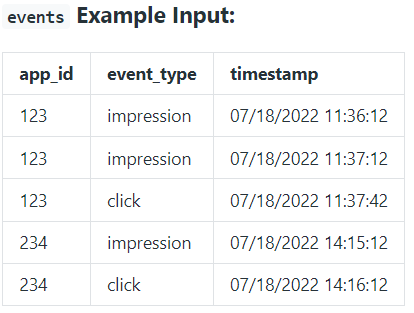 events Example Input:
app_id event_type timestamp
123 impression 07/18/2022 11:36:12
123 impression 07/18/2022 11:37:12
123 click 07/18/2022 11:37:42
234 impression 07/18/2022 14:15:12
234 click 07/18/2022 14:16:12